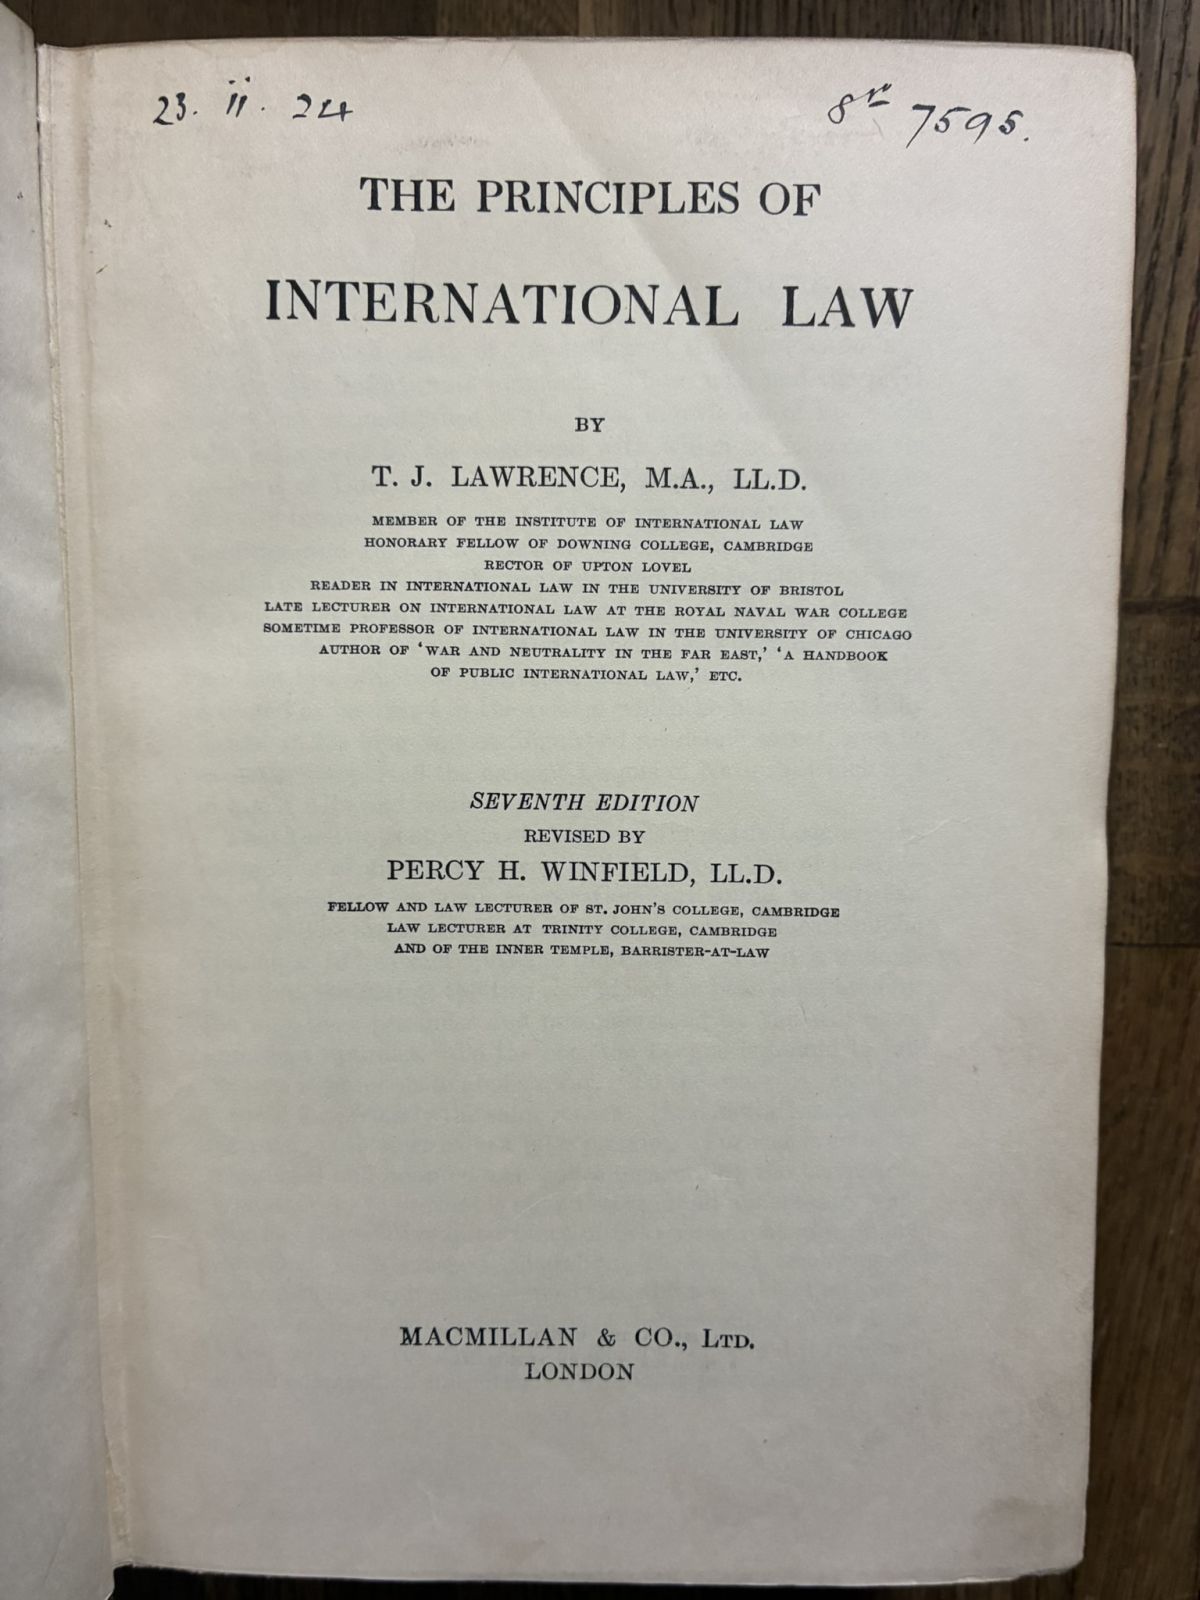 23. ii. 24
8vo 7595.
THE PRINCIPLES OF
INTERNATIONAL LAW
BY
T. J. LAWRENCE, M.A., LL.D.
MEMBER OF THE INSTITUTE OF INTERNATIONAL LAW
HONORARY FELLOW OF DOWNING COLLEGE, CAMBRIDGE
RECTOR OF UPTON LOVEL
READER IN INTERNATIONAL LAW IN THE UNIVERSITY OF BRISTOL
LATE LECTURER ON INTERNATIONAL LAW AT THE ROYAL NAVAL WAR COLLEGE
SOMETIME PROFESSOR OF INTERNATIONAL LAW IN THE UNIVERSITY OF CHICAGO
AUTHOR OF ‘WAR AND NEUTRALITY IN THE FAR EAST,’ ‘A HANDBOOK
OF PUBLIC INTERNATIONAL LAW,’ ETC.
SEVENTH EDITION
REVISED BY
PERCY H. WINFIELD, LL.D.
FELLOW AND LAW LECTURER OF ST. JOHN’S COLLEGE, CAMBRIDGE
LAW LECTURER AT TRINITY COLLEGE, CAMBRIDGE
AND OF THE INNER TEMPLE, BARRISTER-AT-LAW
MACMILLAN & CO., LTD.
LONDON